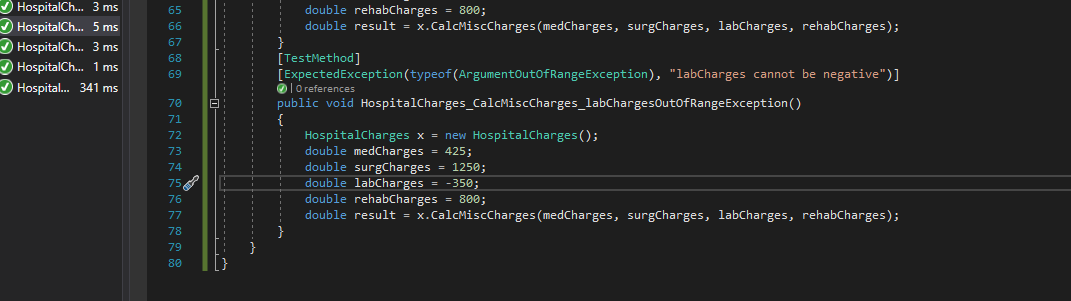 HospitalCh... 3 ms
HospitalCh... 5 ms
HospitalCh... 3 ms
HospitalCh... 1 ms
Hospital... 341 ms
65 double rehabCharges = 800;
66 double result = x.CalcMiscCharges(medCharges, surgCharges, labCharges, rehabCharges);
67 }
68 [TestMethod]
69 [ExpectedException(typeof(ArgumentOutOfRangeException), "labCharges cannot be negative")]
| 0 references
70 public void HospitalCharges_CalcMiscCharges_labChargesOutOfRangeException()
71 {
72 HospitalCharges x = new HospitalCharges();
73 double medCharges = 425;
74 double surgCharges = 1250;
75 double labCharges = -350;
76 double rehabCharges = 800;
77 double result = x.CalcMiscCharges(medCharges, surgCharges, labCharges, rehabCharges);
78 }
79 }
80 }